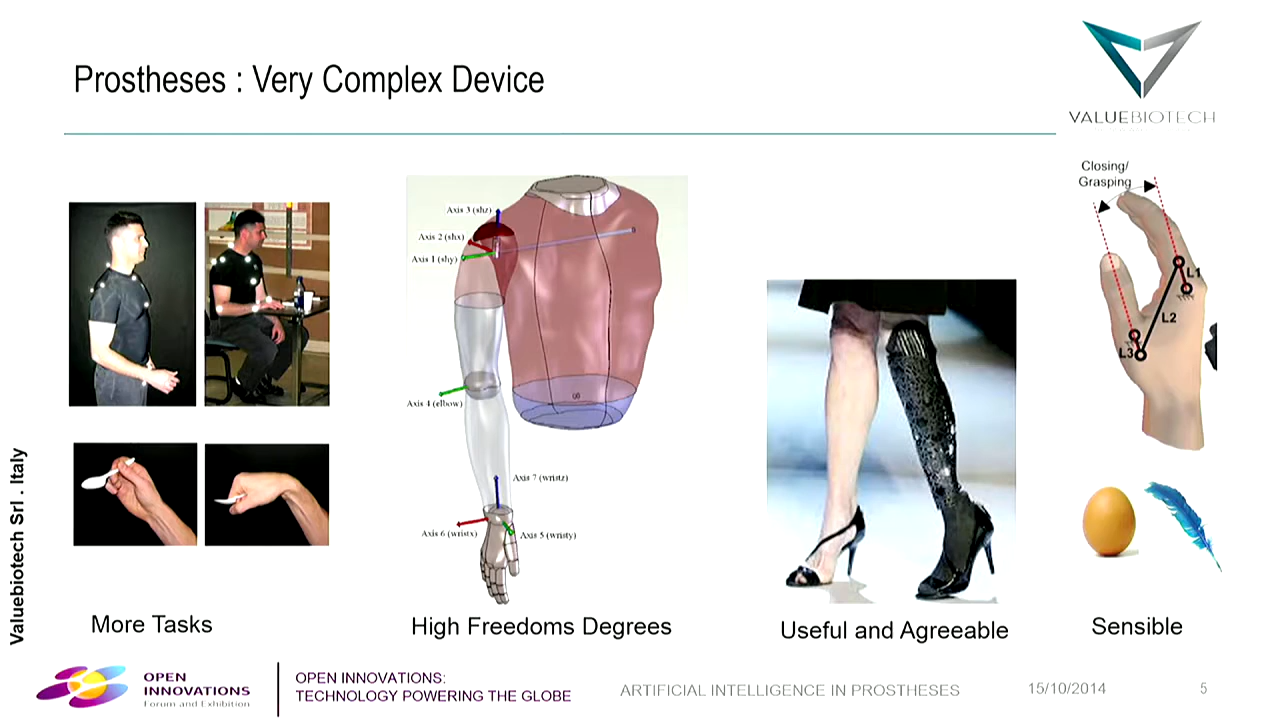 Prostheses : Very Complex Device
VALUEBIOTECH
Closing/
Grasping
L1
L2
L3
Axis 3 (shz)
Axis 2 (shx)
Axis 1 (shy)
Axis 4 (elbow)
Axis 7 (wristz)
Axis 6 (wristx)
Axis 5 (wristy)
More Tasks
High Freedoms Degrees
Useful and Agreeable
Sensible
Valuebiotech Srl . Italy
OPEN
INNOVATIONS
Forum and Exhibition
OPEN INNOVATIONS:
TECHNOLOGY POWERING THE GLOBE
ARTIFICIAL INTELLIGENCE IN PROSTHESES
15/10/2014
5